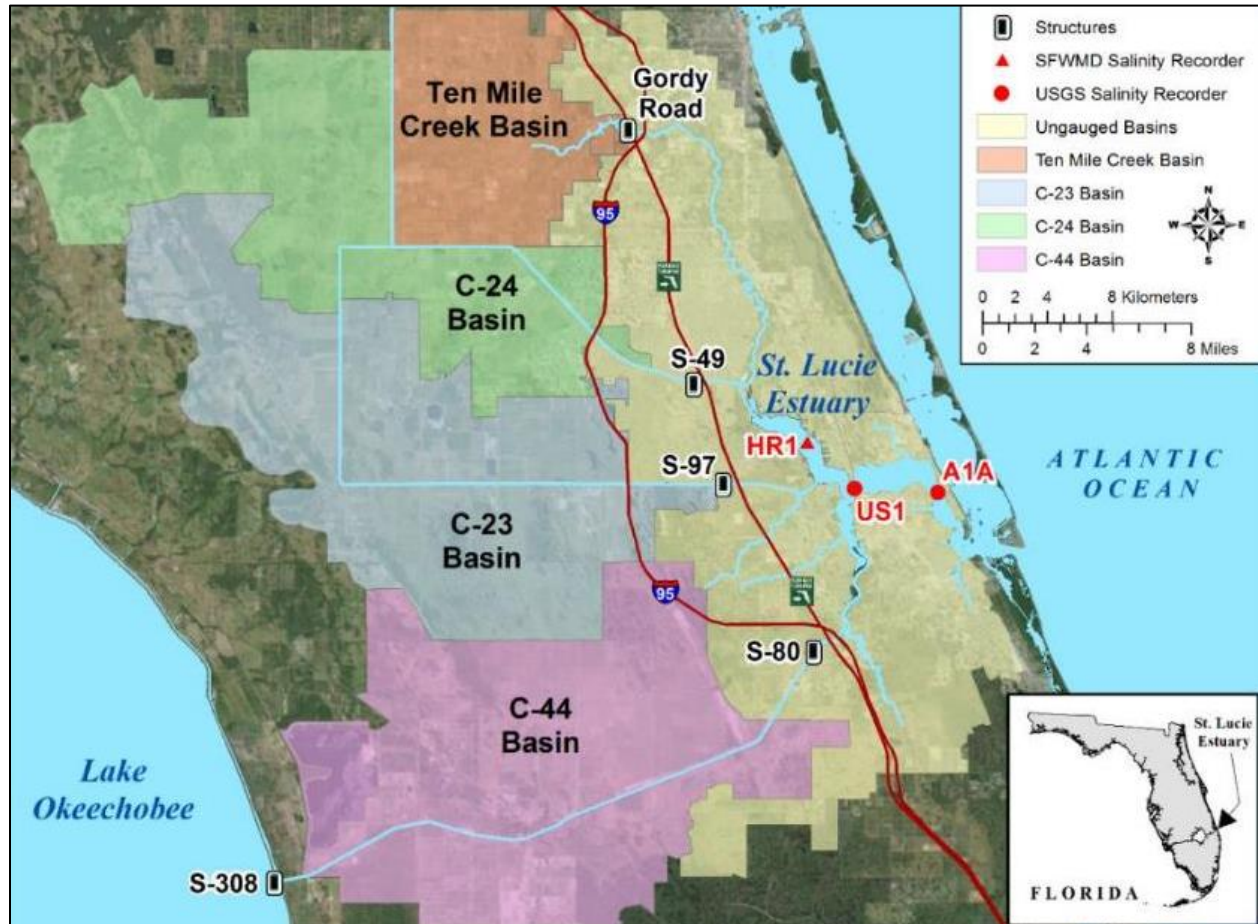 Structures
SFWMD Salinity Recorder
USGS Salinity Recorder
Ungauged Basins
Ten Mile Creek Basin
C-23 Basin
C-24 Basin
C-44 Basin
N
W
E
S
0 2 4 8 Kilometers
0 2 4 8 Miles
Gordy
Road
Ten Mile
Creek Basin
95
C-24
Basin
S-49
St. Lucie
Estuary
HR1
S-97
A1A
US1
ATLANTIC
OCEAN
C-23
Basin
95
S-80
C-44
Basin
Lake
Okeechobee
S-308
St. Lucie
Estuary
FLORIDA